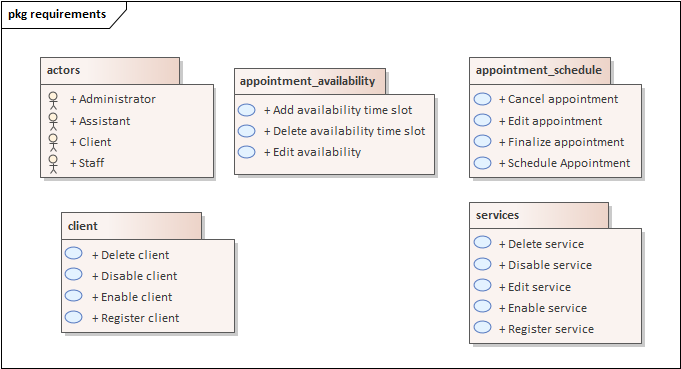 pkg requirements
actors
+ Administrator
+ Assistant
+ Client
+ Staff
appointment_availability
+ Add availability time slot
+ Delete availability time slot
+ Edit availability
appointment_schedule
+ Cancel appointment
+ Edit appointment
+ Finalize appointment
+ Schedule Appointment
client
+ Delete client
+ Disable client
+ Enable client
+ Register client
services
+ Delete service
+ Disable service
+ Edit service
+ Enable service
+ Register service